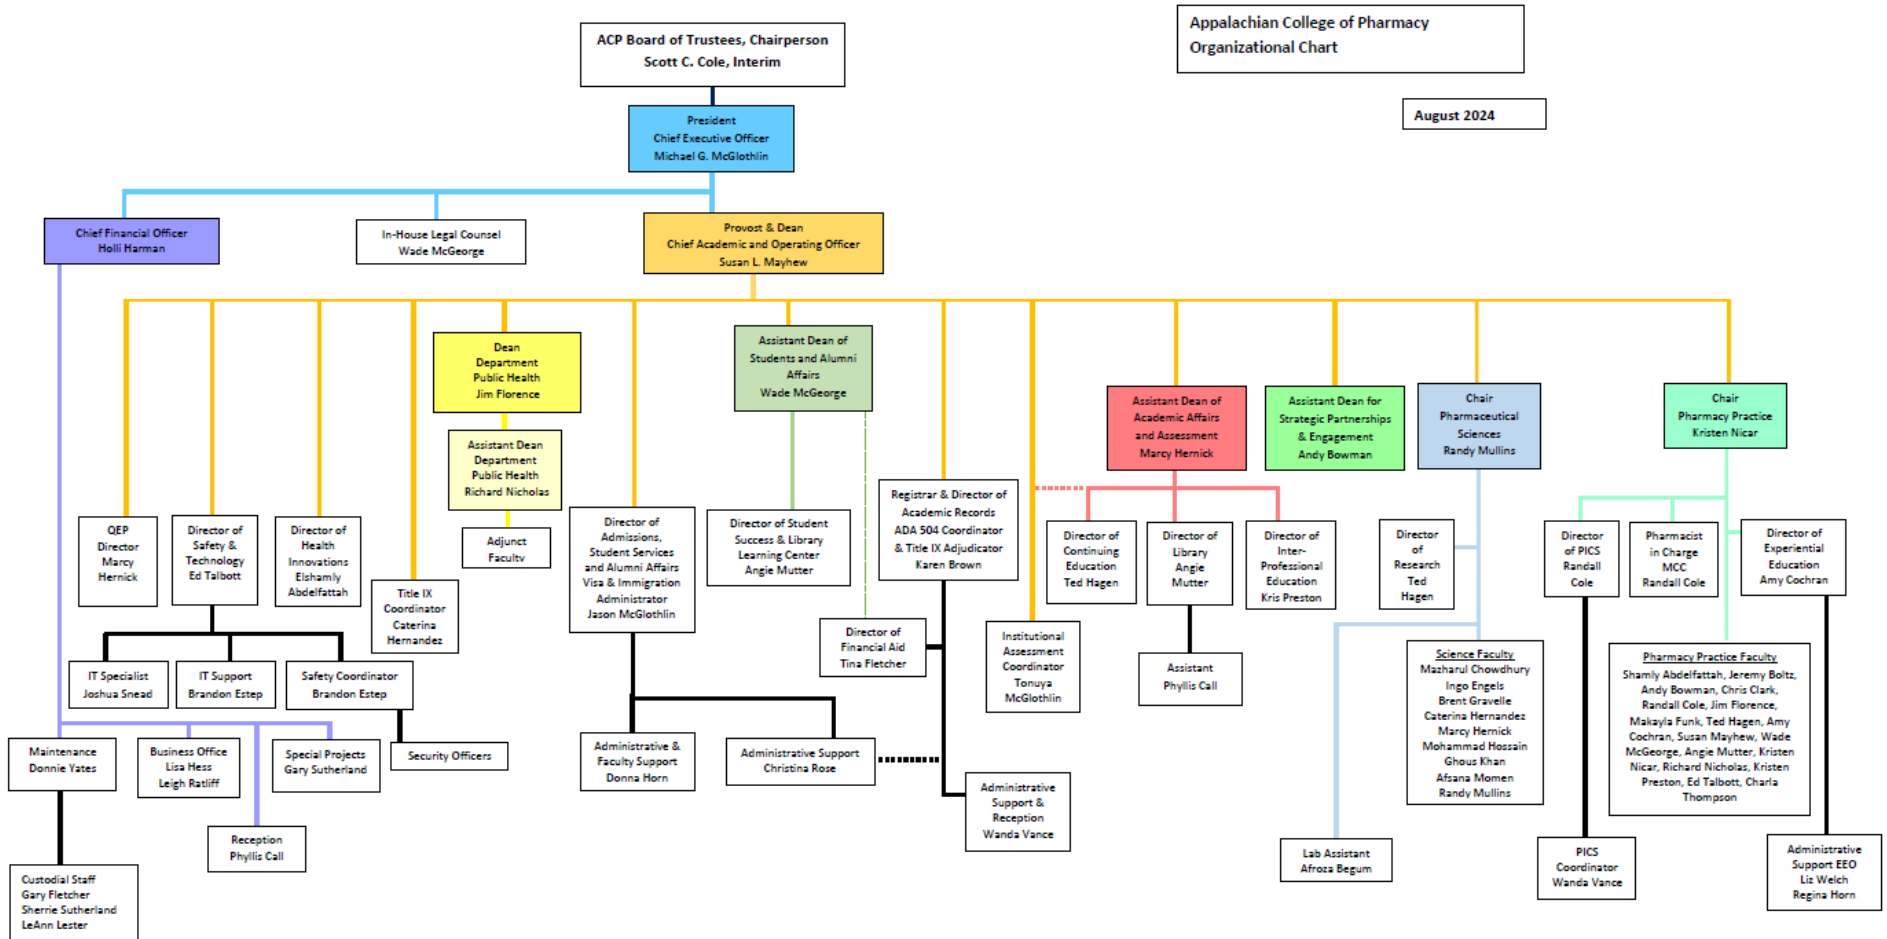 Appalachian College of Pharmacy
Organizational Chart
August 2024
ACP Board of Trustees, Chairperson
Scott C. Cole, Interim
President
Chief Executive Officer
Michael G. McGlothlin
Chief Financial Officer
Holli Harman
In-House Legal Counsel
Wade McGeorge
Provost & Dean
Chief Academic and Operating Officer
Susan L. Mayhew
Dean
Department
Public Health
Jim Florence
Assistant Dean
Department
Public Health
Richard Nicholas
Adjunct
Faculty
Assistant Dean of
Students and Alumni
Affairs
Wade McGeorge
Assistant Dean of
Academic Affairs
and Assessment
Marcy Hernick
Assistant Dean for
Strategic Partnerships
& Engagement
Andy Bowman
Chair
Pharmaceutical
Sciences
Randy Mullins
Chair
Pharmacy Practice
Kristen Nicar
QEP
Director
Marcy
Hernick
Director of
Safety &
Technology
Ed Talbott
Director of
Health
Innovations
Elshamly
Abdelfattah
Title IX
Coordinator
Caterina
Hernandez
Director of
Admissions,
Student Services
and Alumni Affairs
Visa & Immigration
Administrator
Jason McGlothlin
Director of Student
Success & Library
Learning Center
Angie Mutter
Registrar & Director of
Academic Records
ADA 504 Coordinator
& Title IX Adjudicator
Karen Brown
Director of
Financial Aid
Tina Fletcher
Institutional
Assessment
Coordinator
Tonuya
McGlothlin
Director of
Continuing
Education
Ted Hagen
Director of
Library
Angie
Mutter
Director of
Inter-
Professional
Education
Kris Preston
Assistant
Phyllis Call
Director
of
Research
Ted
Hagen
Director
of PICS
Randall
Cole
Pharmacist
in Charge
MCC
Randall Cole
Director of
Experiential
Education
Amy Cochran
IT Specialist
Joshua Snead
IT Support
Brandon Estep
Safety Coordinator
Brandon Estep
Security Officers
Science Faculty
Mazharul Chowdhury
Ingo Engels
Brent Gravelle
Caterina Hernandez
Marcy Hernick
Mohammad Hossain
Ghous Khan
Afsana Momen
Randy Mullins
Pharmacy Practice Faculty
Shamly Abdelfattah, Jeremy Boltz,
Andy Bowman, Chris Clark,
Randall Cole, Jim Florence,
Makayla Funk, Ted Hagen, Amy
Cochran, Susan Mayhew, Wade
McGeorge, Angie Mutter, Kristen
Nicar, Richard Nicholas, Kristen
Preston, Ed Talbott, Charla
Thompson
Maintenance
Donnie Yates
Business Office
Lisa Hess
Leigh Ratliff
Special Projects
Gary Sutherland
Reception
Phyllis Call
Custodial Staff
Gary Fletcher
Sherrie Sutherland
LeAnn Lester
Administrative &
Faculty Support
Donna Horn
Administrative Support
Christina Rose
Administrative
Support &
Reception
Wanda Vance
Lab Assistant
Afroza Begum
PICS
Coordinator
Wanda Vance
Administrative
Support EEO
Liz Welch
Regina Horn